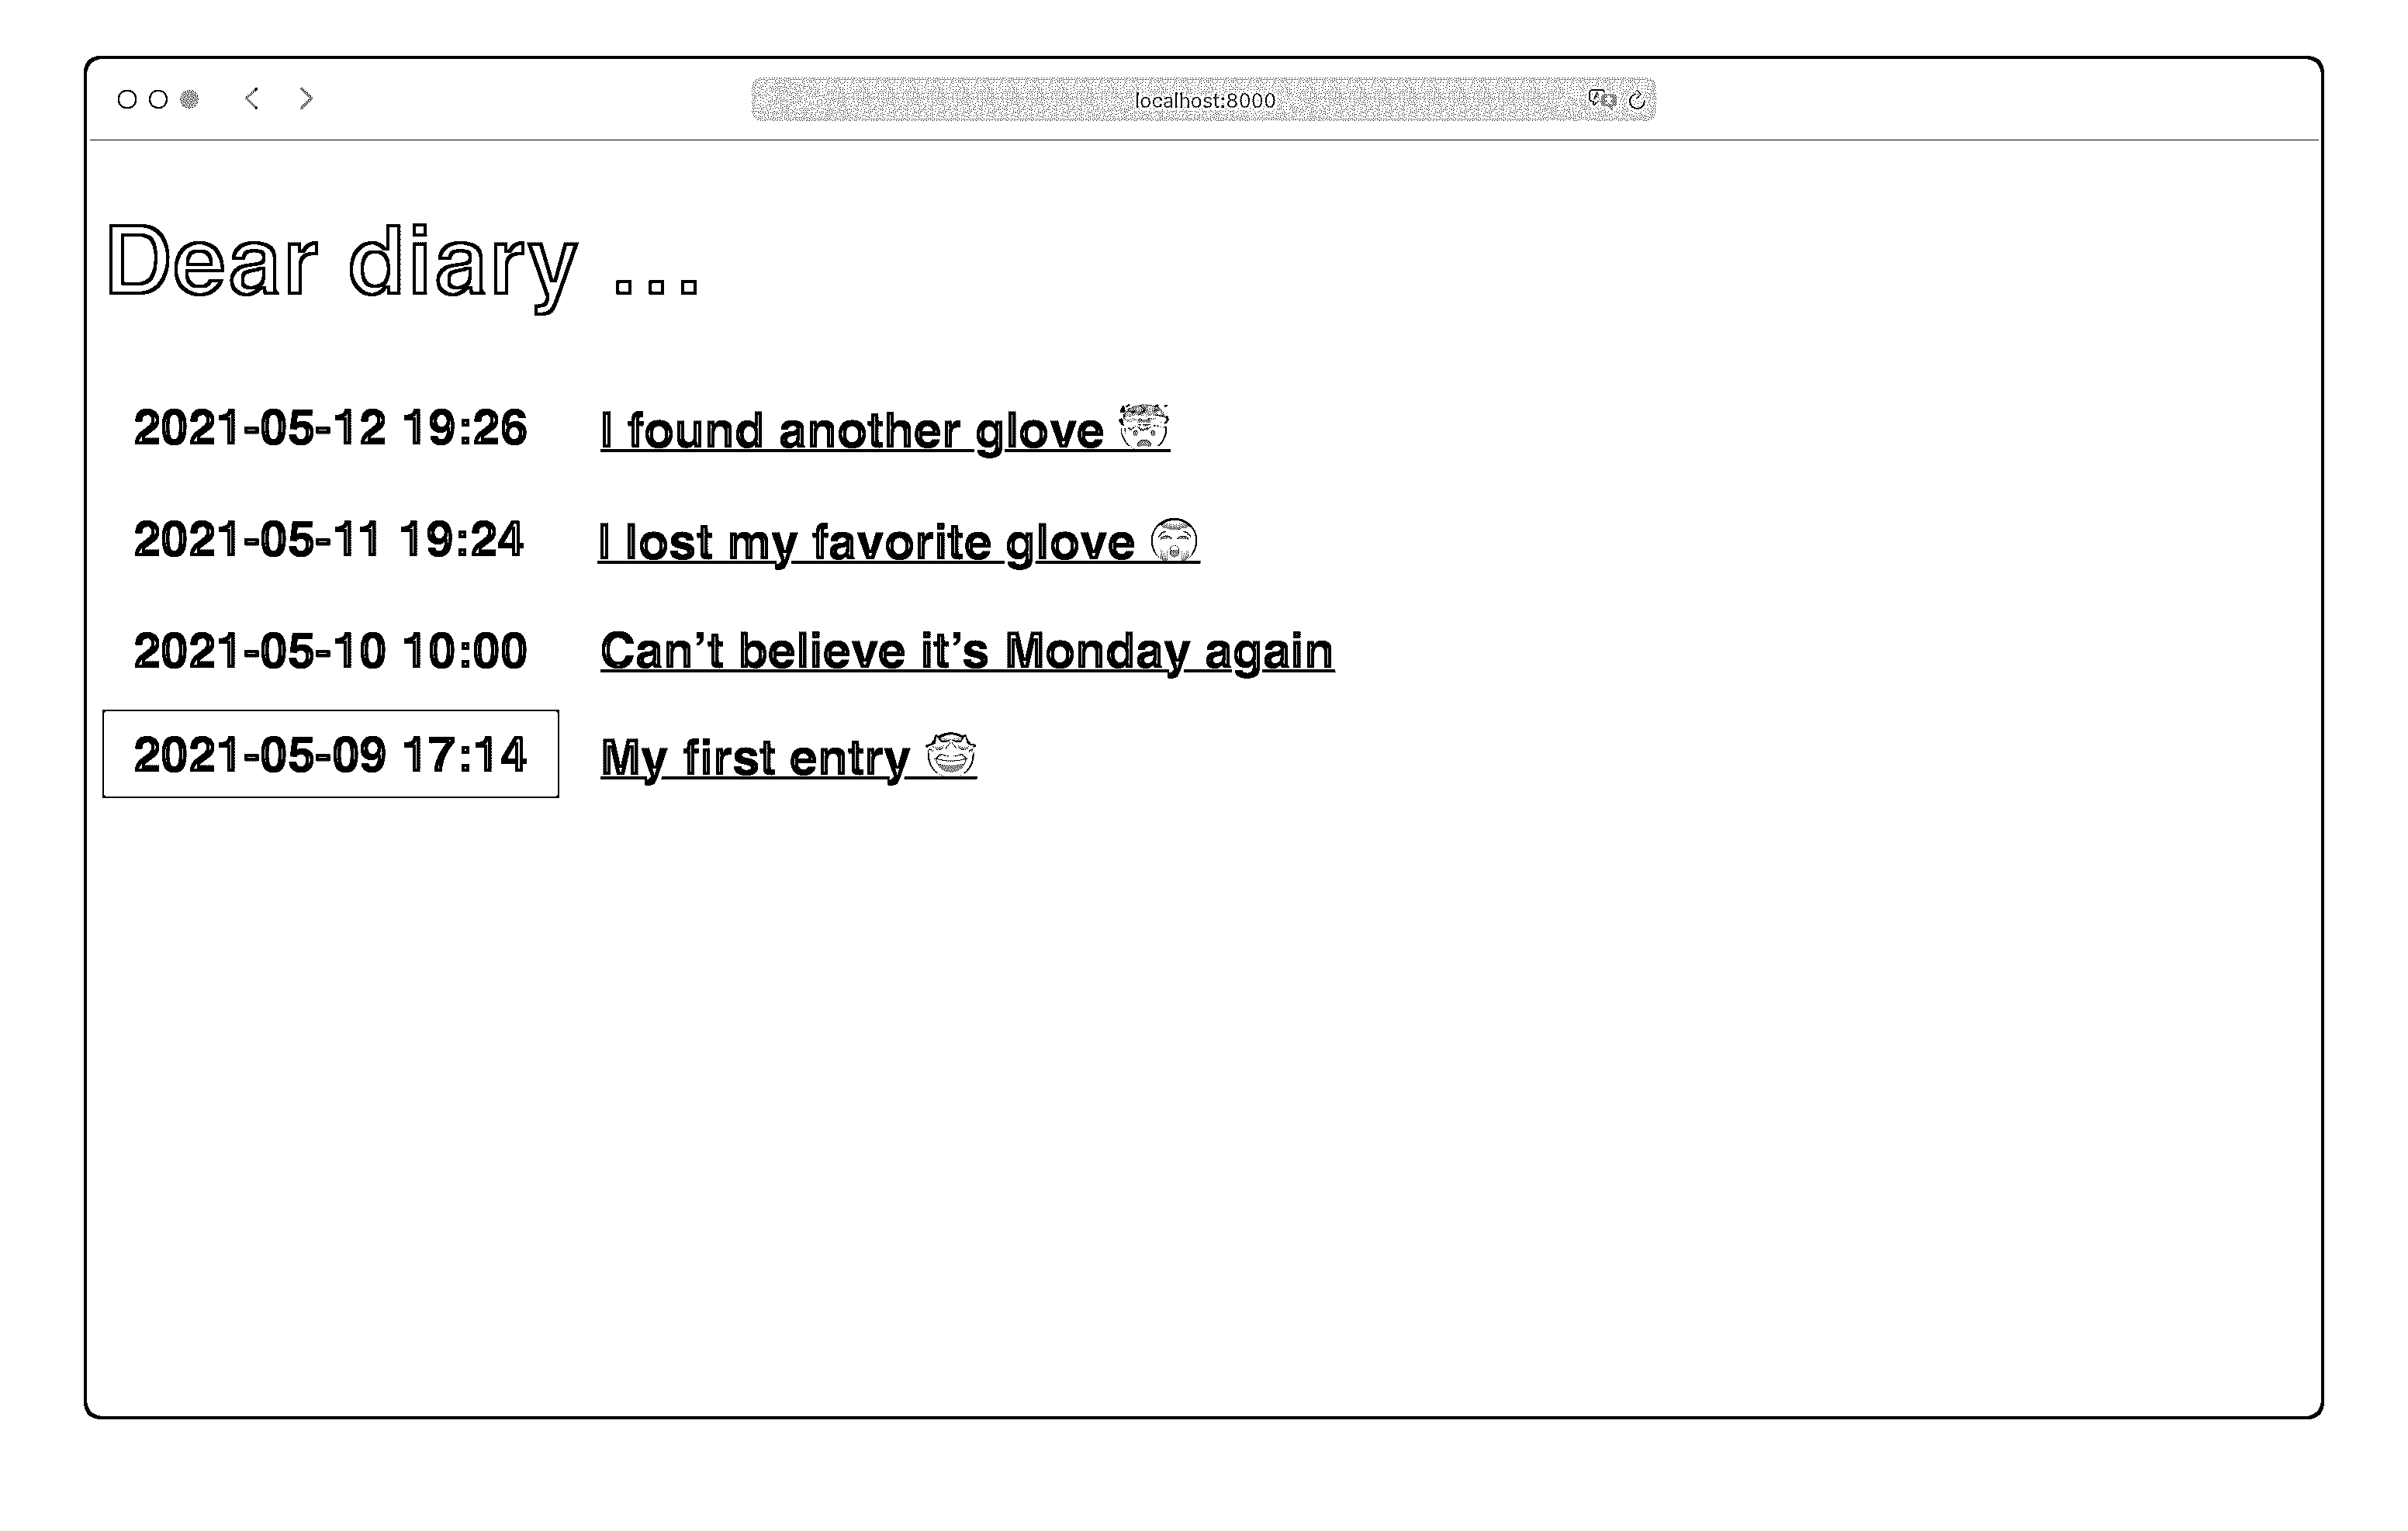 localhost:8000
Dear diary ...
2021-05-12 19:26 I found another glove 🤯
2021-05-11 19:24 I lost my favorite glove 😭
2021-05-10 10:00 Can’t believe it’s Monday again
2021-05-09 17:14 My first entry 🤩